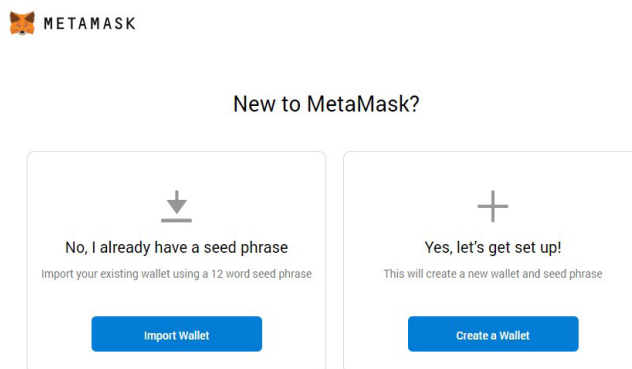 METAMASK
New to MetaMask?
No, I already have a seed phrase
Import your existing wallet using a 12 word seed phrase
Import Wallet
Yes, let's get set up!
This will create a new wallet and seed phrase
Create a Wallet